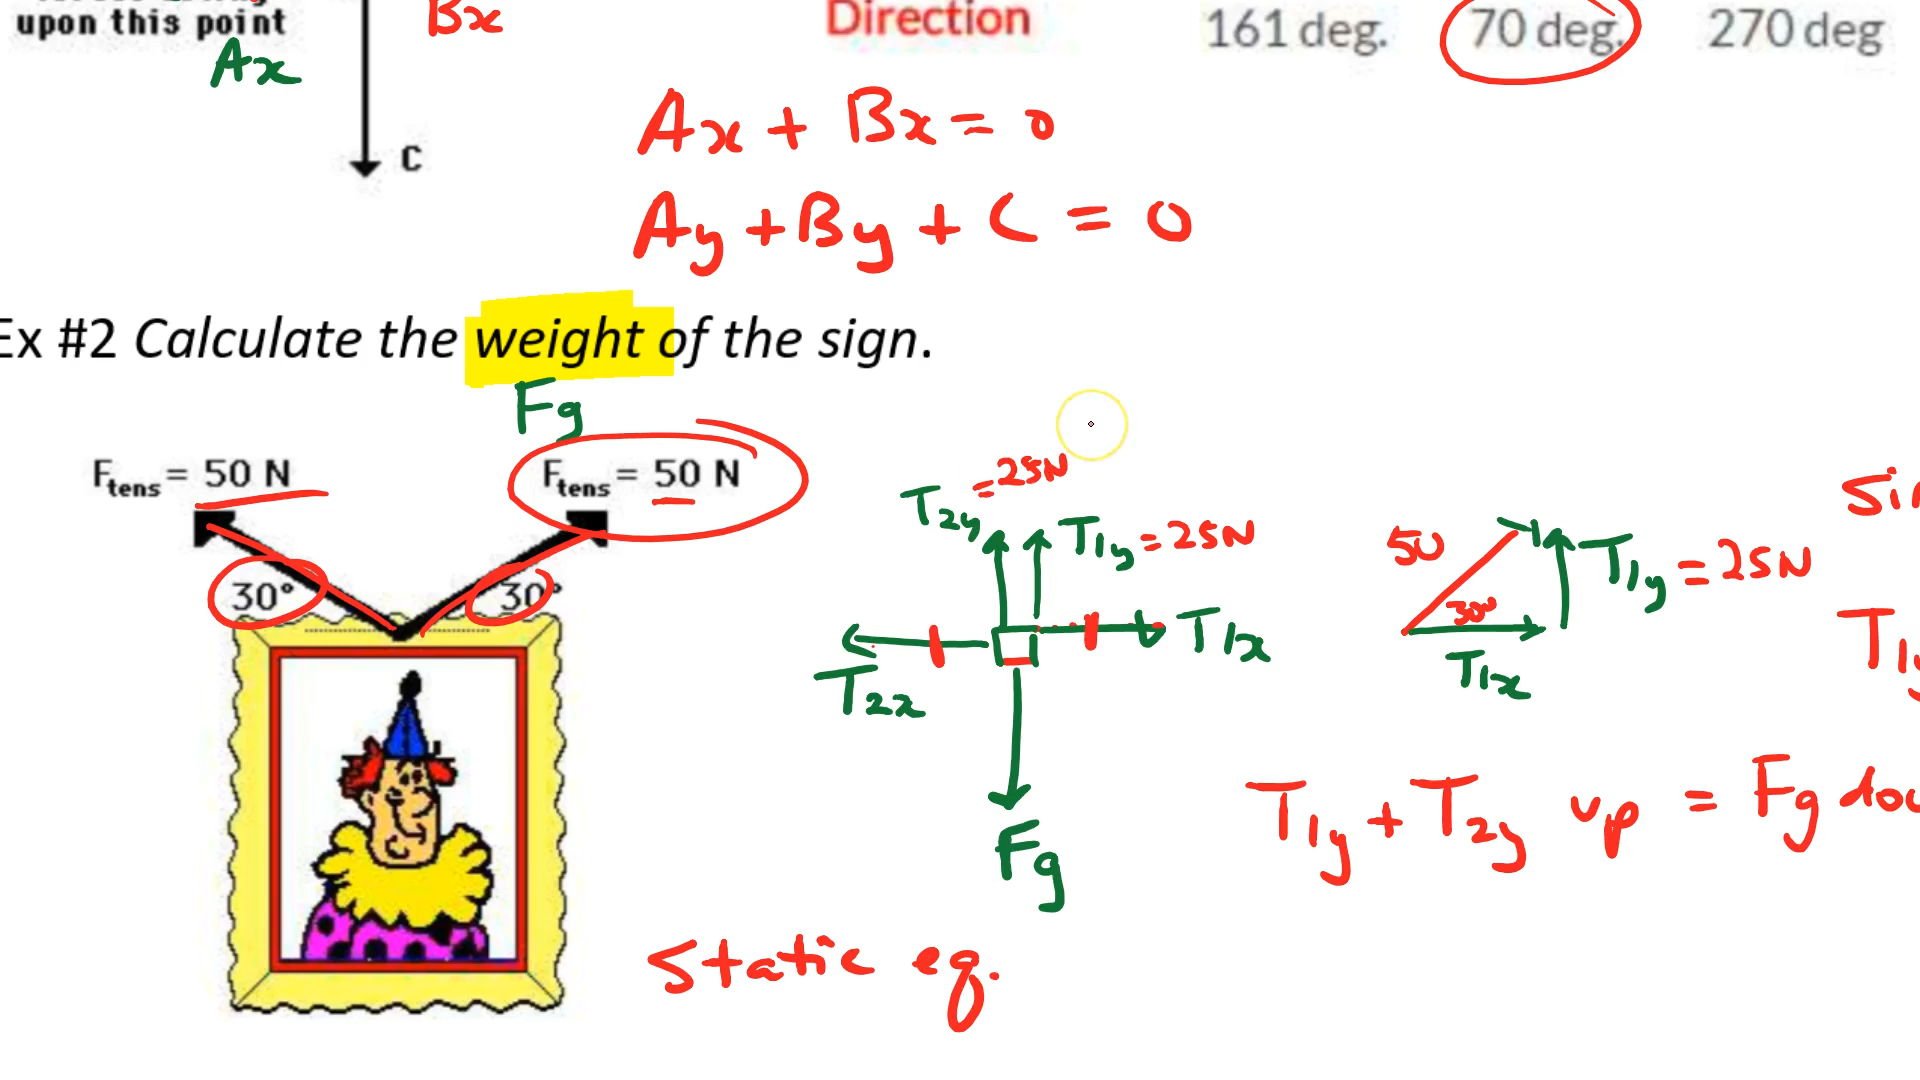 upon this point
Bx
Direction 161 deg. 70 deg. 270 deg
Ax
Ax + Bx = 0
C
Ay + By + C = 0
Ex #2 Calculate the weight of the sign.
Fg
Ftens = 50 N
Ftens = 50 N
30°
30°
T2y = 25N
T1y = 25N
T2x
T1x
Fg
50
30°
T1y = 25N
T1x
T1y + T2y up = Fg
Static eq.